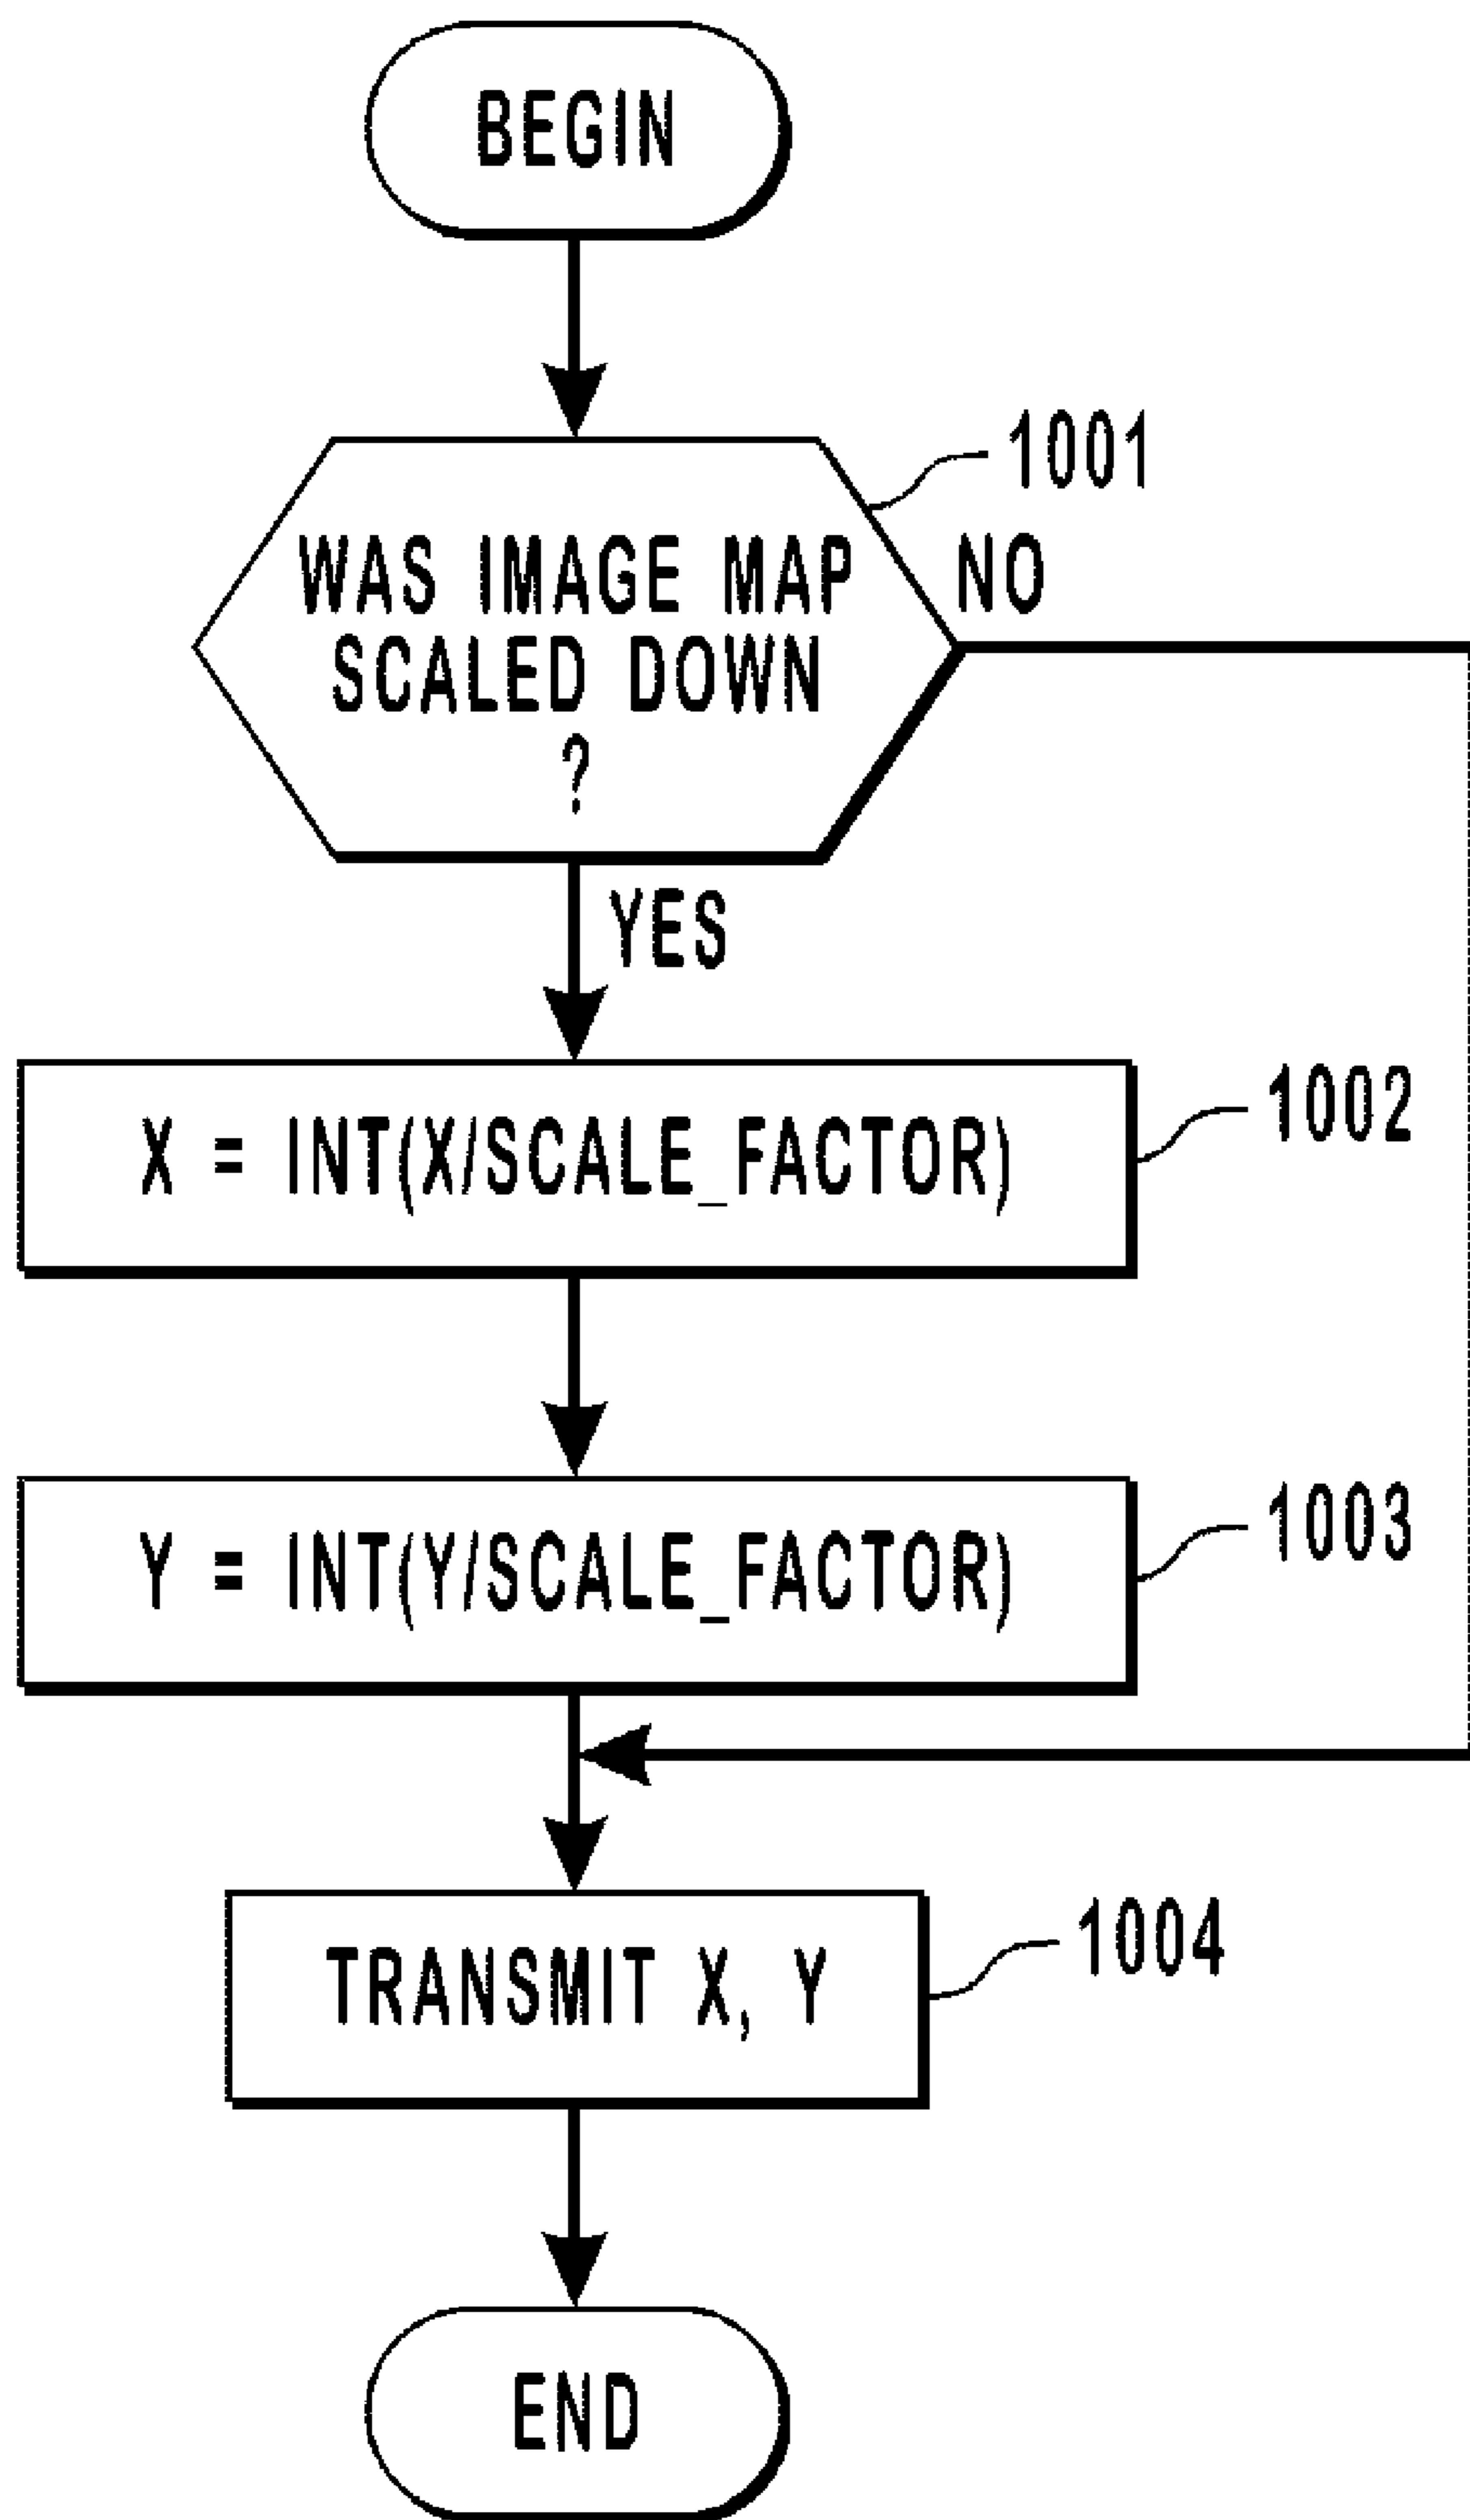 BEGIN
1001
WAS IMAGE MAP
SCALED DOWN
?
NO
YES
1002
X = INT(X/SCALE_FACTOR)
1003
Y = INT(Y/SCALE_FACTOR)
1004
TRANSMIT X, Y
END